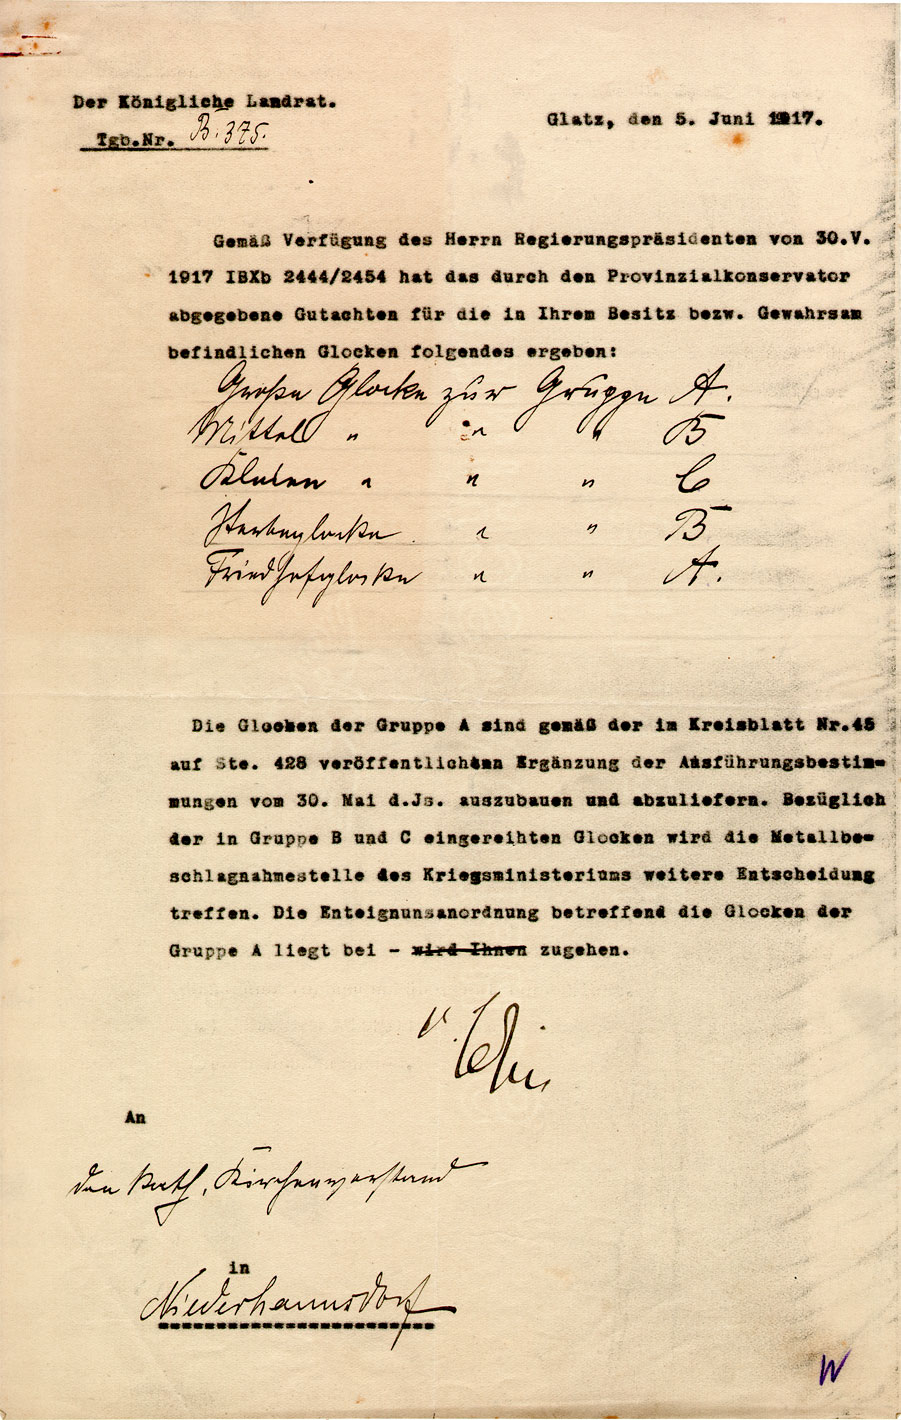 Der Königliche Landrat.
Tgb.Nr. B. 375.
Glatz, den 5. Juni 1917.
Gemäß Verfügung des Herrn Regierungspräsidenten von 30.V.
1917 IBXb 2444/2454 hat das durch den Provinzialkonservator
abgegebene Gutachten für die in Ihrem Besitz bezw. Gewahrsam
befindlichen Glocken folgendes ergeben:
Große Glocke zur Gruppe A.
Mittel " " " B
Kleine " " " C
Sterbeglocke " " B
Friedhofglocke " " A.
Die Glocken der Gruppe A sind gemäß der im Kreisblatt Nr.45
auf Ste. 428 veröffentlichten Ergänzung der Ausführungsbestim-
mungen vom 30. Mai d.Js. auszubauen und abzuliefern. Bezüglich
der in Gruppe B und C eingereihten Glocken wird die Metallbe-
schlagnahmestelle des Kriegsministeriums weitere Entscheidung
treffen. Die Enteignunsanordnung betreffend die Glocken der
Gruppe A liegt bei - wird Ihnen zugehen.
An
den kath. Kirchenvorstand
in
Niederhannsdorf
W